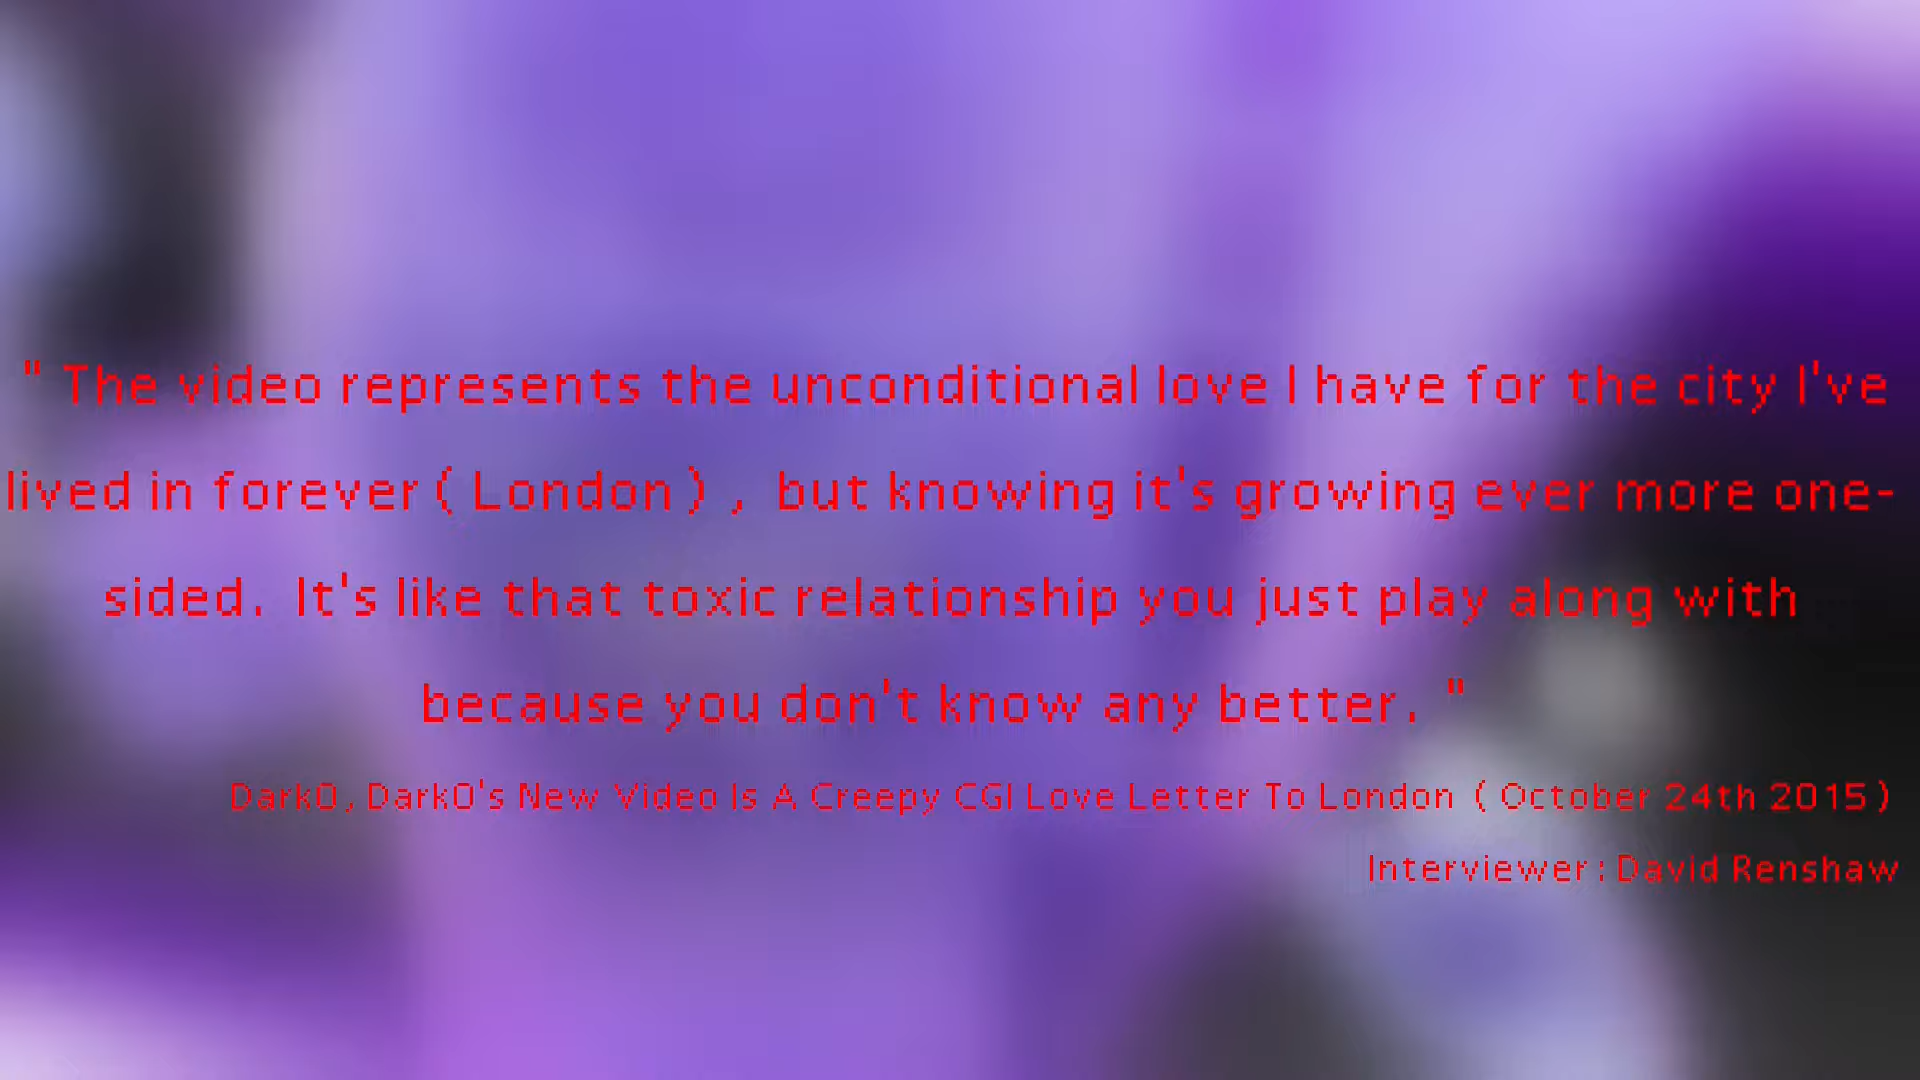 " The video represents the unconditional love I have for the city I've
lived in forever ( London ) , but knowing it's growing ever more one-
sided. It's like that toxic relationship you just play along with
because you don't know any better. "
Dark0, Dark0's New Video Is A Creepy CGI Love Letter To London ( October 24th 2015 )
Interviewer : David Renshaw